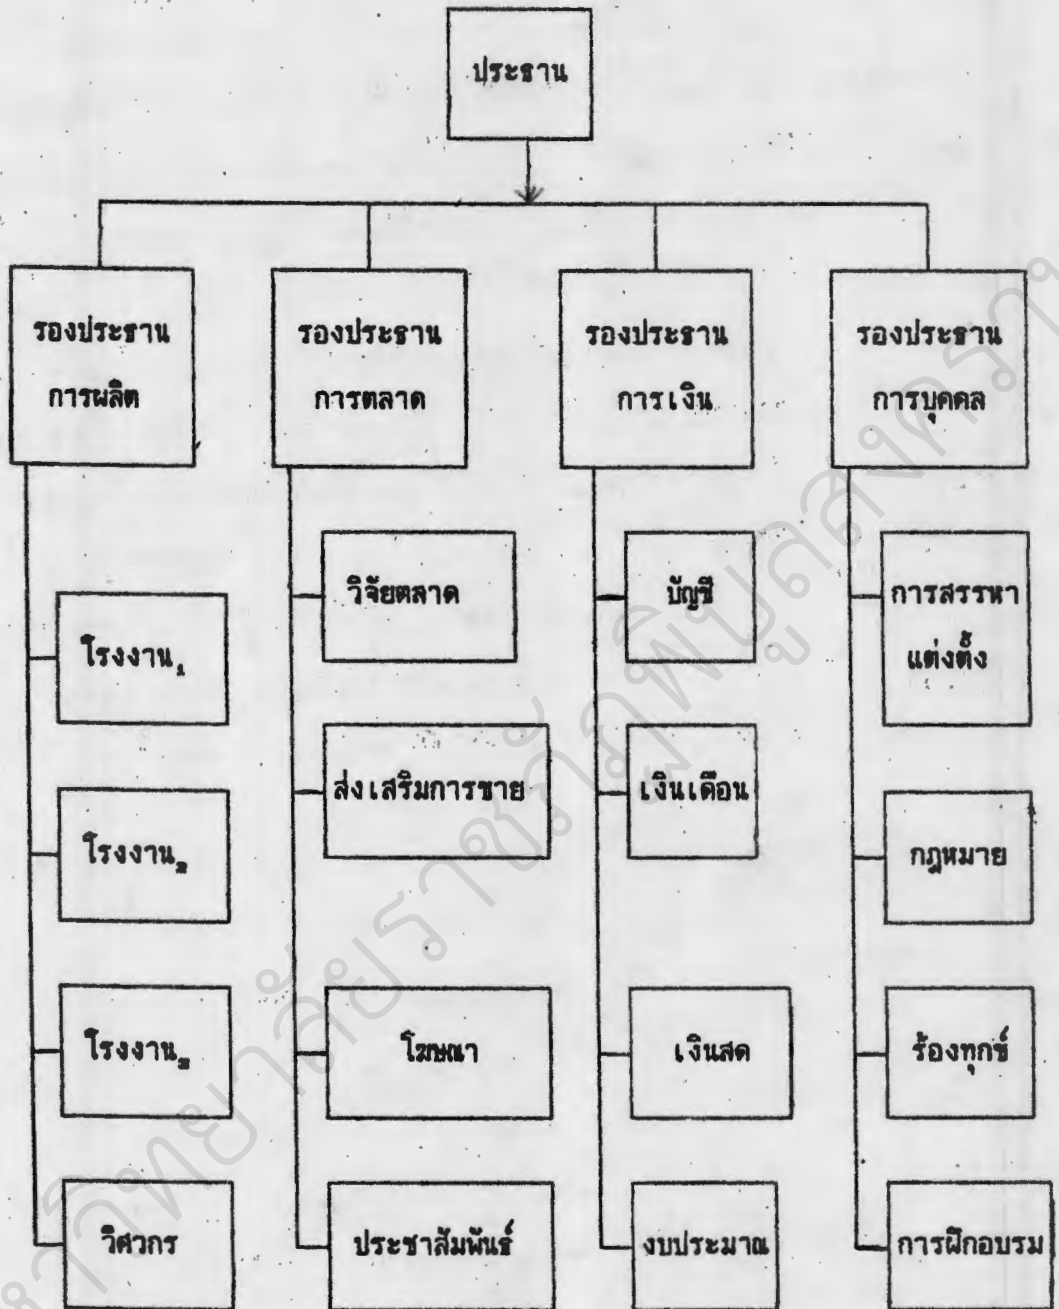 ประธาน
รองประธาน
การผลิต
รองประธาน
การตลาด
รองประธาน
การเงิน
รองประธาน
การบุคคล
โรงงาน
โรงงาน
โรงงาน
วิศวกร
วิจัยตลาด
ส่งเสริมการขาย
โฆษณา
ประชาสัมพันธ์
บัญชี
เงินเดือน
เงินสด
งบประมาณ
การสรรหา
แต่งตั้ง
กฎหมาย
ร้องทุกข์
การฝึกอบรม